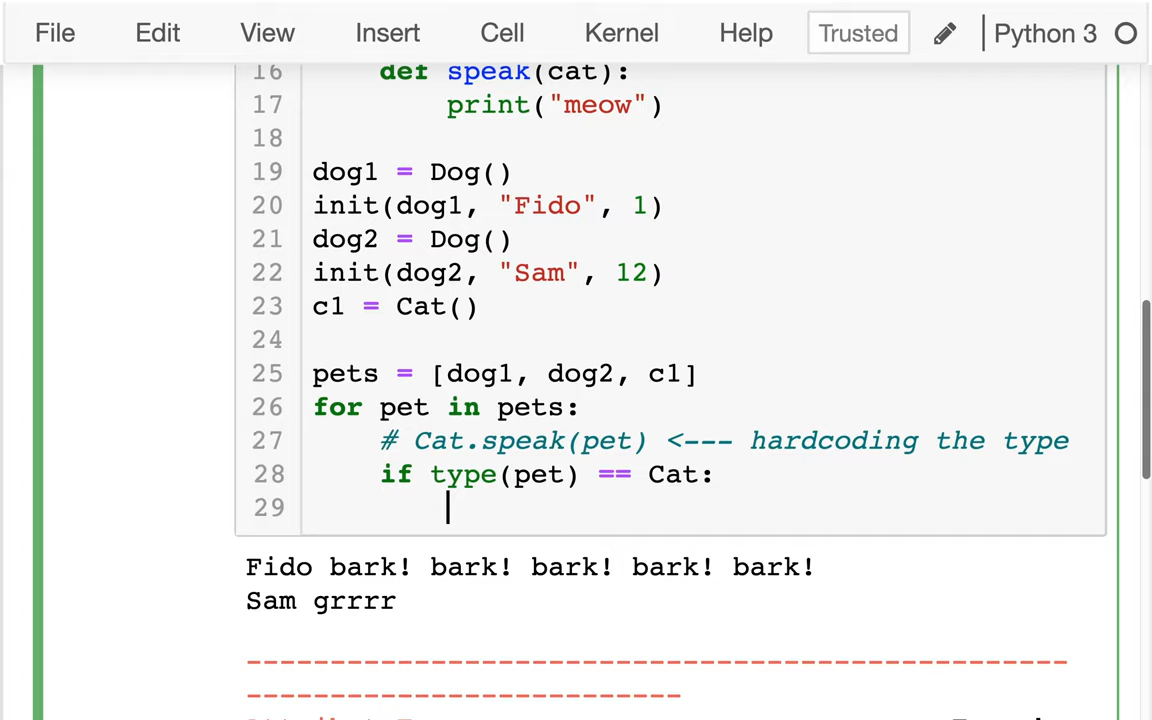 File Edit View Insert Cell Kernel Help Trusted Python 3
16 def speak(cat):
17 print("meow")
18
19 dog1 = Dog()
20 init(dog1, "Fido", 1)
21 dog2 = Dog()
22 init(dog2, "Sam", 12)
23 c1 = Cat()
24
25 pets = [dog1, dog2, c1]
26 for pet in pets:
27 # Cat.speak(pet) <--- hardcoding the type
28 if type(pet) == Cat:
29
Fido bark! bark! bark! bark! bark!
Sam grrrr
-------------------------------------------------
--------------------------